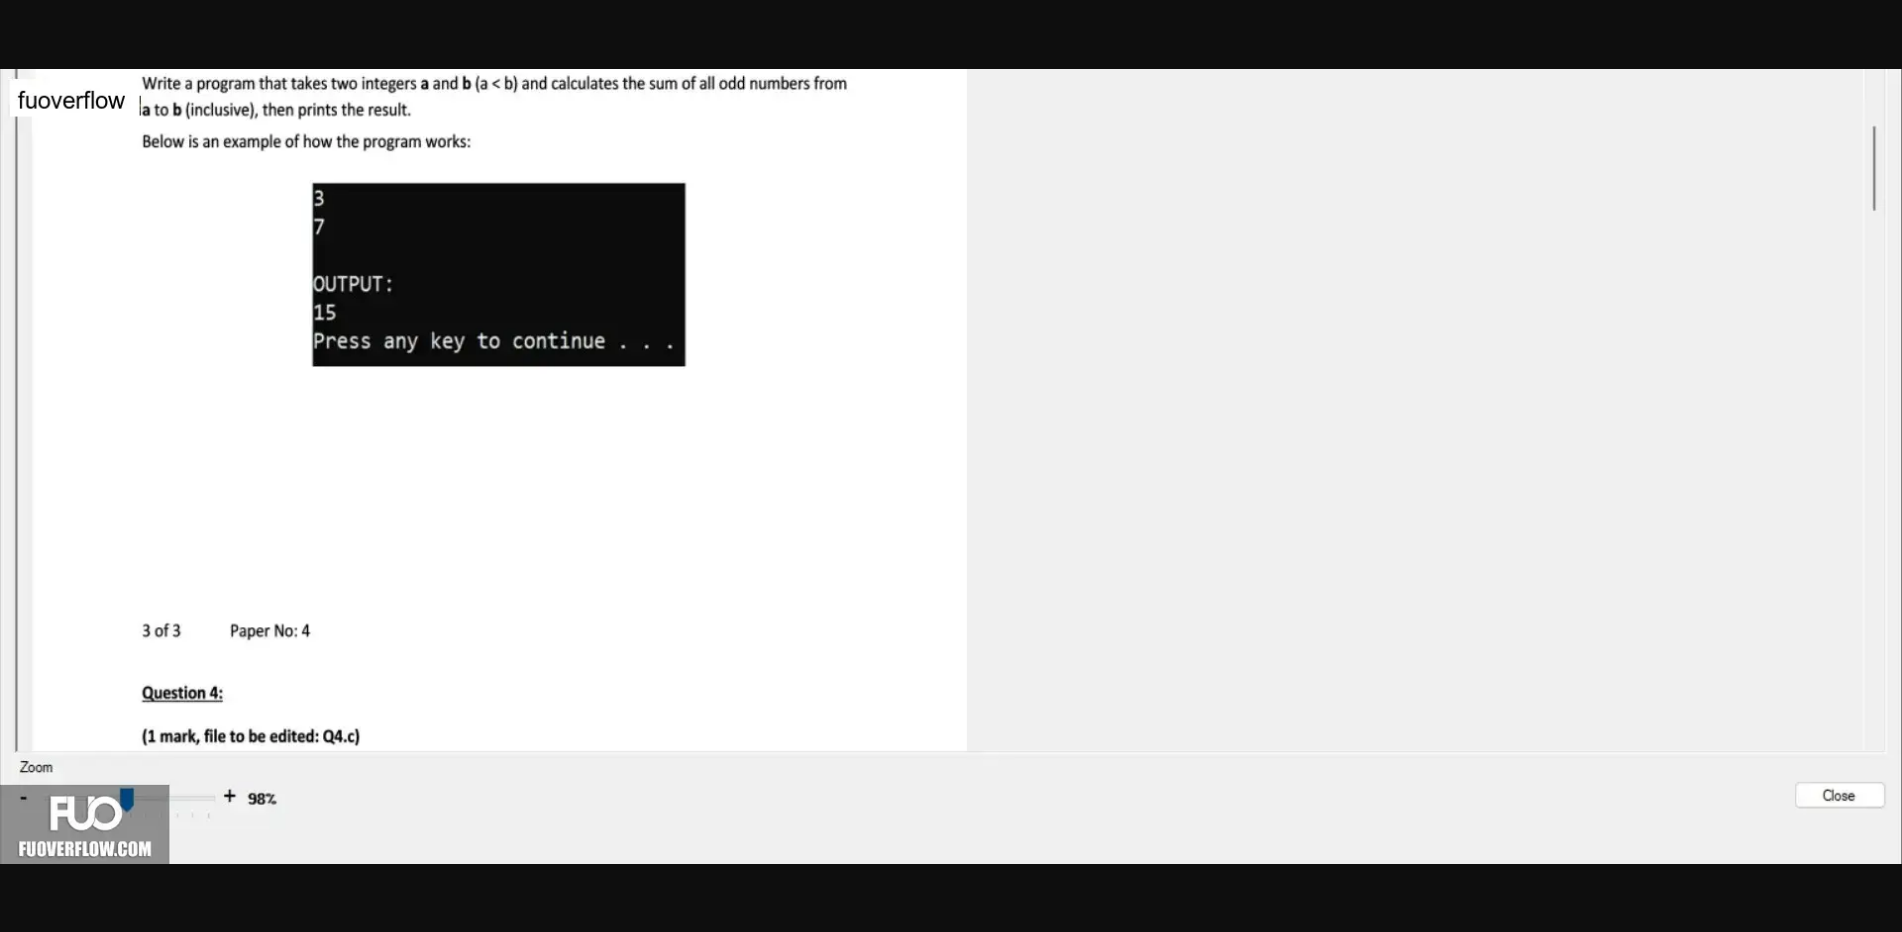 Write a program that takes two integers a and b (a < b) and calculates the sum of all odd numbers from
fuoverflow
a to b (inclusive), then prints the result.
Below is an example of how the program works:
3
7
OUTPUT:
15
Press any key to continue . . .
3 of 3 Paper No: 4
Question 4:
(1 mark, file to be edited: Q4.c)
Zoom
- + 98%
Close
FUO
FUOVERFLOW.COM